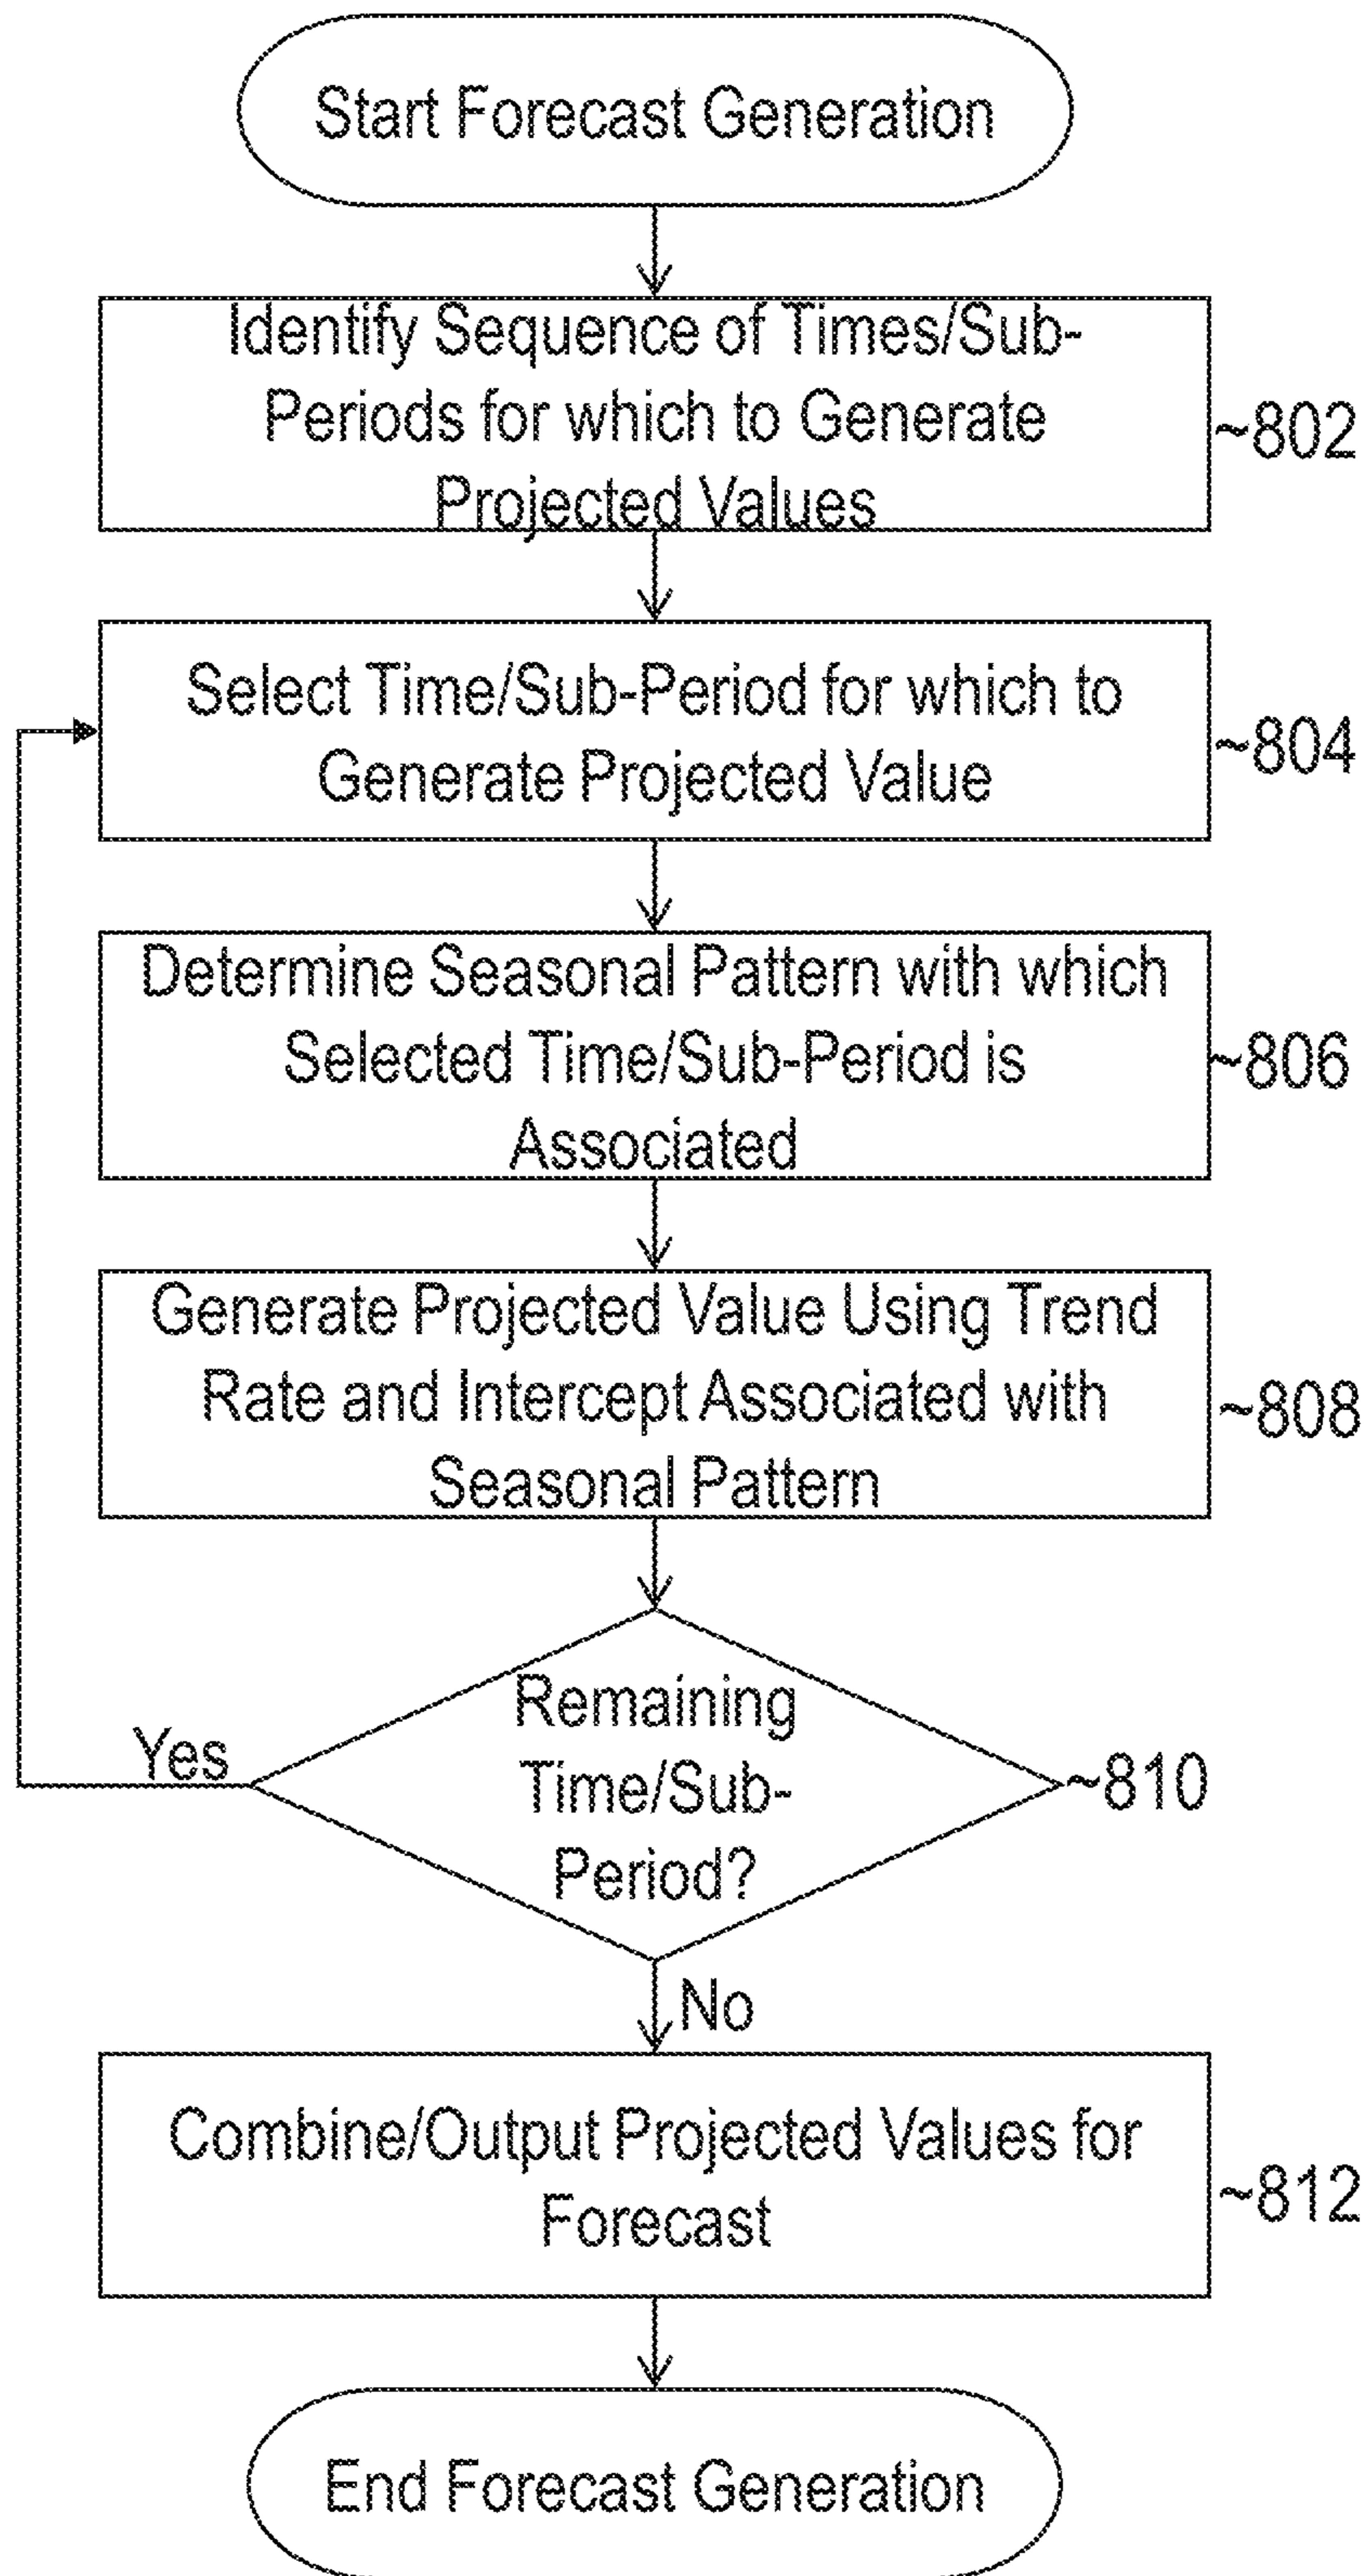 Start Forecast Generation
Identify Sequence of Times/Sub-
Periods for which to Generate
Projected Values
~802
Select Time/Sub-Period for which to
Generate Projected Value
~804
Determine Seasonal Pattern with which
Selected Time/Sub-Period is
Associated
~806
Generate Projected Value Using Trend
Rate and Intercept Associated with
Seasonal Pattern
~808
Remaining
Time/Sub-
Period?
Yes
~810
No
Combine/Output Projected Values for
Forecast
~812
End Forecast Generation